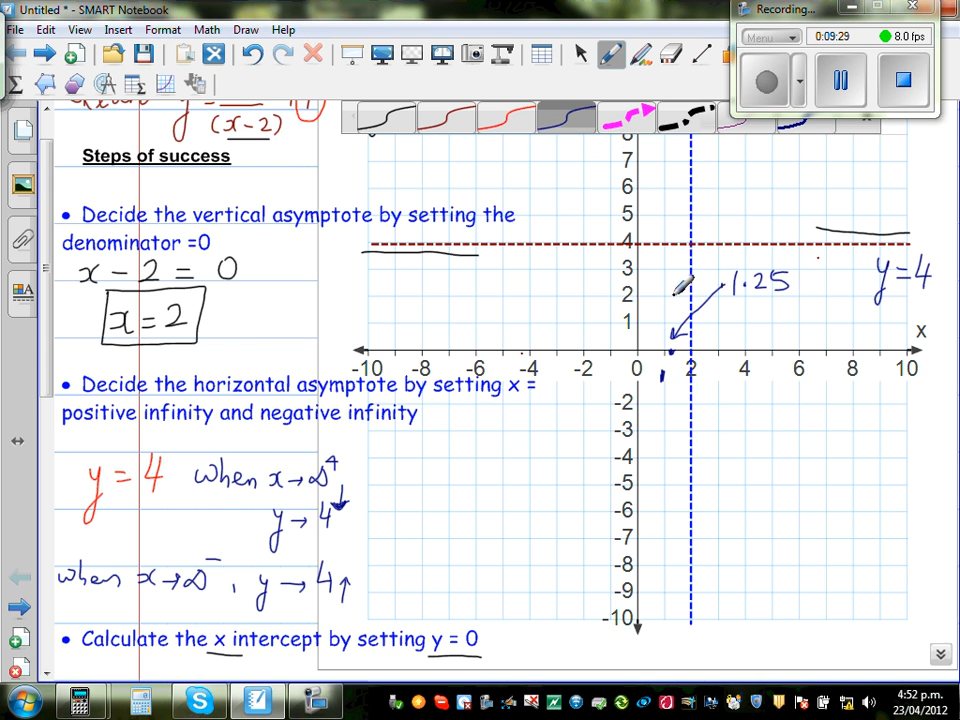 Untitled * - SMART Notebook
Recording...
File Edit View Insert Format Math Draw Help
Menu
0:09:29
8.0 fps
y =
(x-2)
Steps of success
• Decide the vertical asymptote by setting the
denominator =0
x - 2 = 0
x = 2
• Decide the horizontal asymptote by setting x =
positive infinity and negative infinity
y = 4 when x → ∞⁺
y → 4↓
when x → ∞⁻, y → 4↑
• Calculate the x intercept by setting y = 0
8
7
6
5
4
3
2
1
y=4
1.25
x
-10 -8 -6 -4 -2 0 2 4 6 8 10
1
-2
-3
-4
-5
-6
-7
-8
-9
-10
4:52 p.m.
23/04/2012